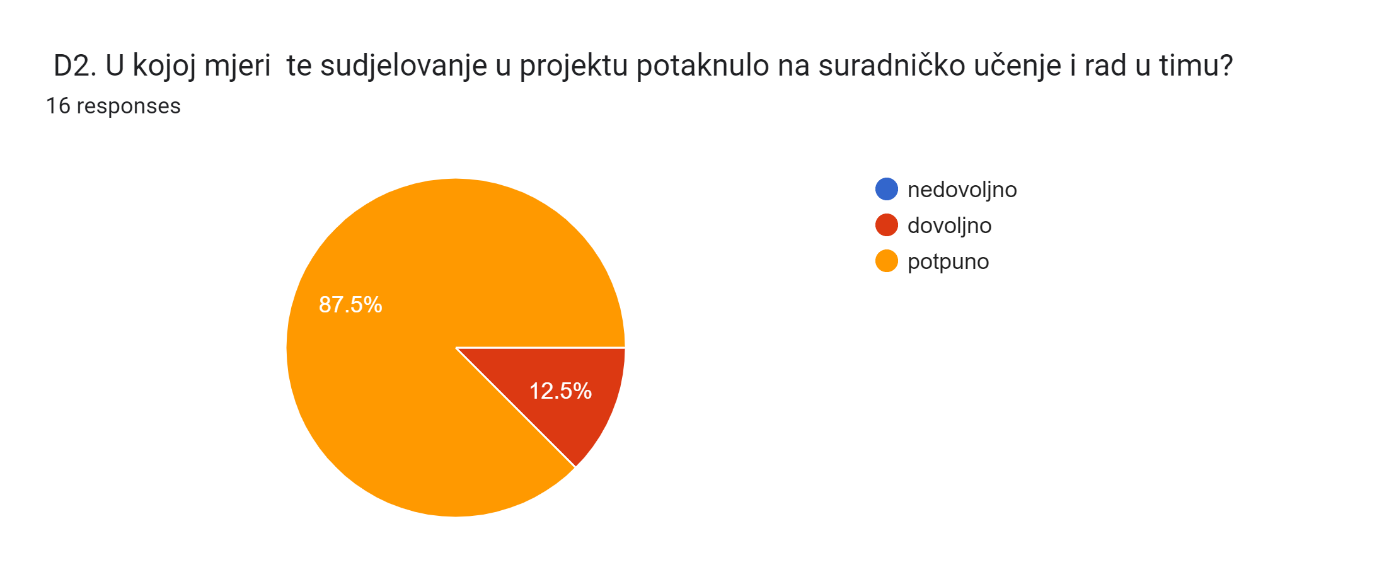 D2. U kojoj mjeri  te sudjelovanje u projektu potaknulo na suradničko učenje i rad u timu?
16 responses
nedovoljno
dovoljno
potpuno
87.5%
12.5%